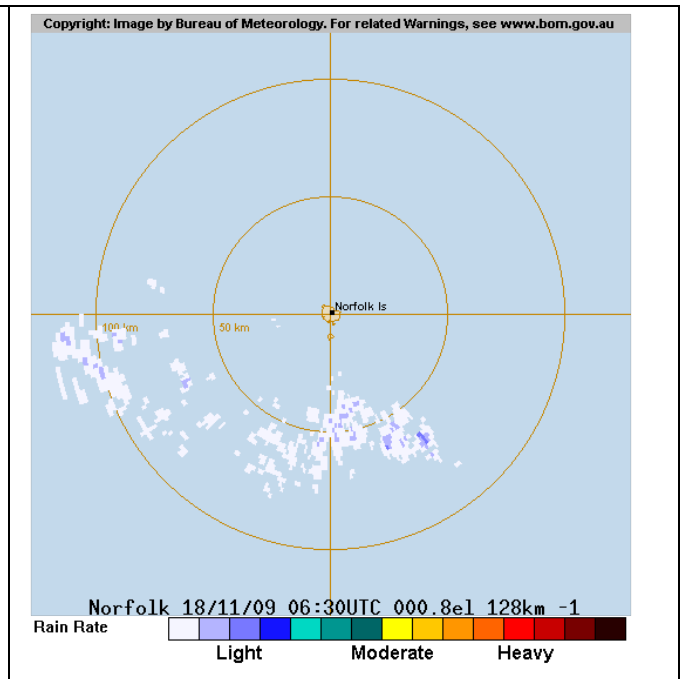 Copyright: Image by Bureau of Meteorology. For related Warnings, see www.bom.gov.au
Norfolk Is
100 km
50 km
Norfolk 18/11/09 06:30UTC 000.8el 128km -1
Rain Rate
Light Moderate Heavy